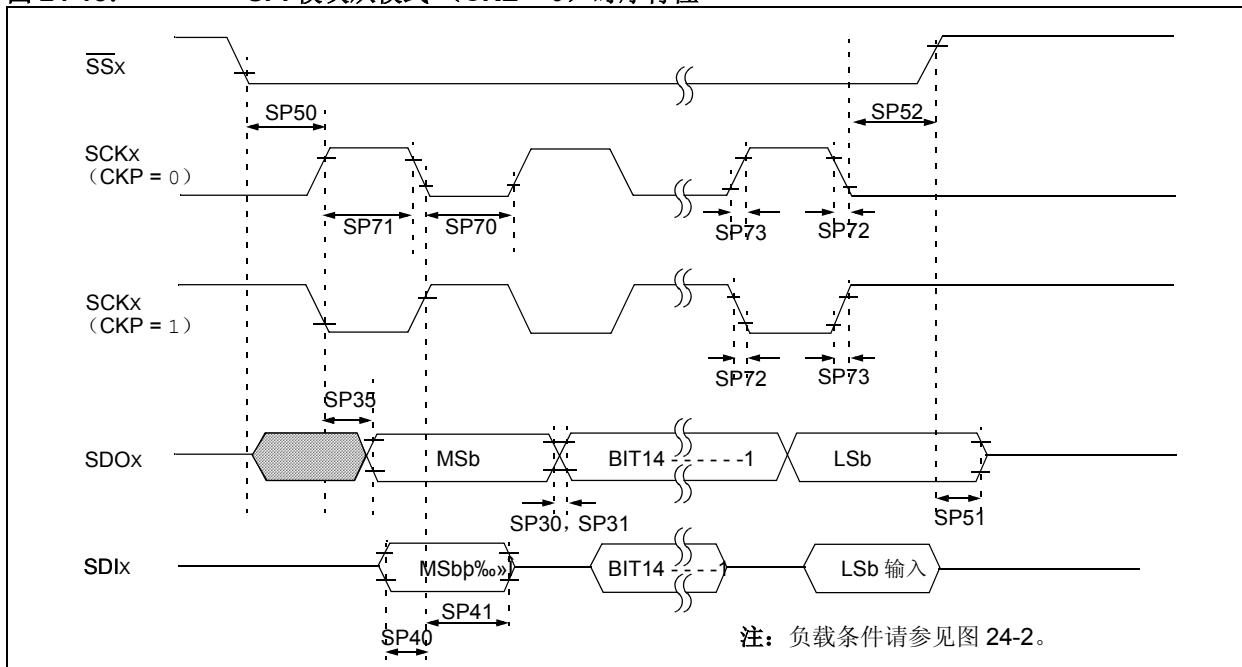 SSX
SP50
SP52
SCKX
（CKP = 0）
SP71
SP70
SP73
SP72
SCKX
（CKP = 1）
SP72
SP73
SP35
SDOX
MSb
BIT14 - - - - - -1
LSb
SP30，SP31
SP51
SDIX
MSbþ‰»)
BIT14 - - - -1
LSb 输入
SP41
SP40
注：负载条件请参见图 24-2。